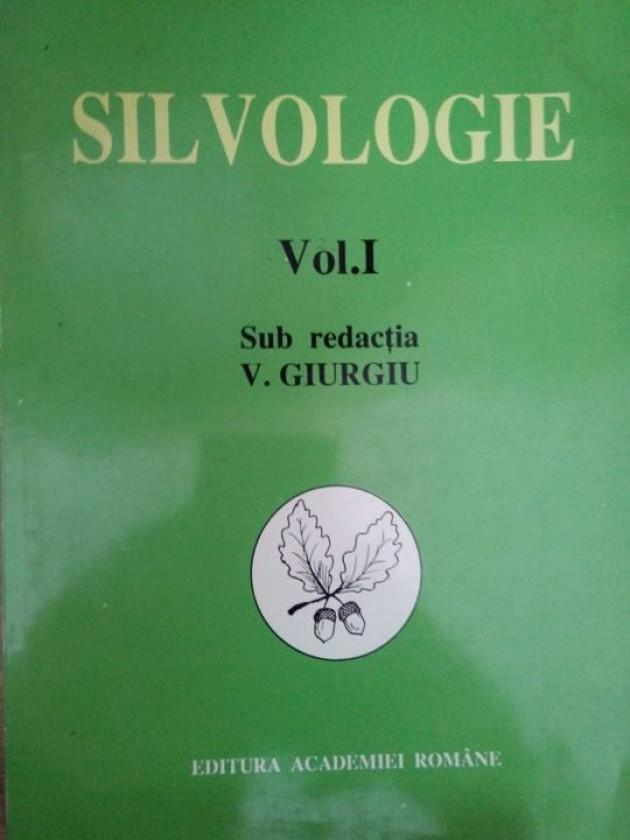 SILVOLOGIE
Vol.I
Sub redacția
V. GIURGIU
EDITURA ACADEMIEI ROMÂNE